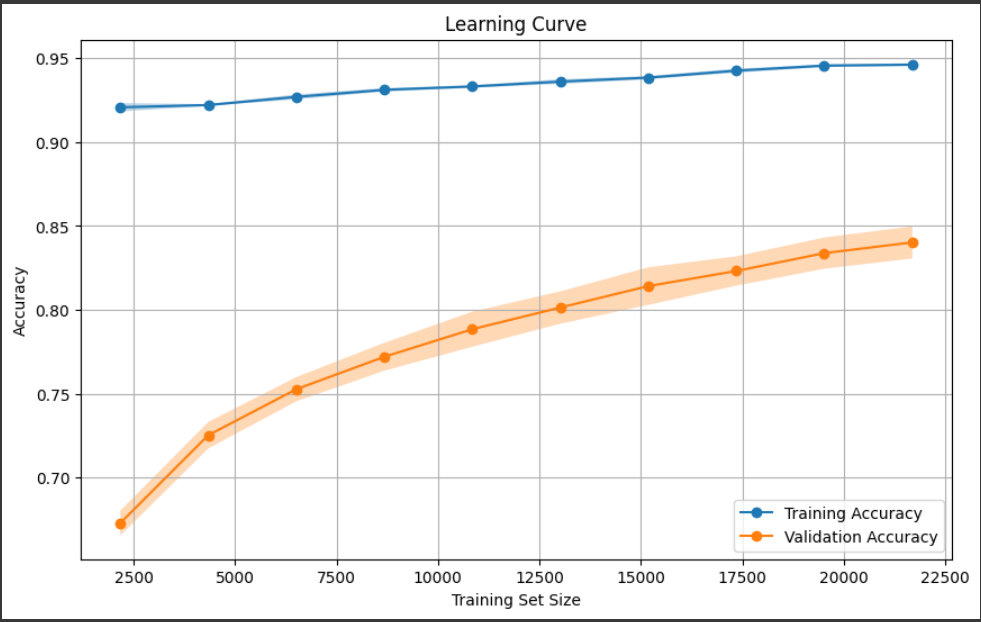 Learning Curve
0.95
0.90
0.85
0.80
0.75
0.70
Accuracy
Training Accuracy
Validation Accuracy
2500 5000 7500 10000 12500 15000 17500 20000 22500
Training Set Size